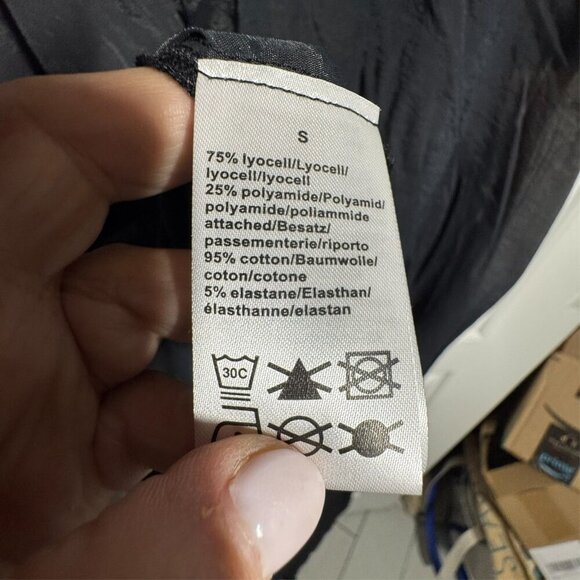 S
75% lyocell/Lyocell/
lyocell/lyocell
25% polyamide/Polyamid/
polyamide/poliammide
attached/Besatz/
passementerie/riporto
95% cotton/Baumwolle/
coton/cotone
5% elastane/Elasthan/
élasthanne/elastan
30C
prime